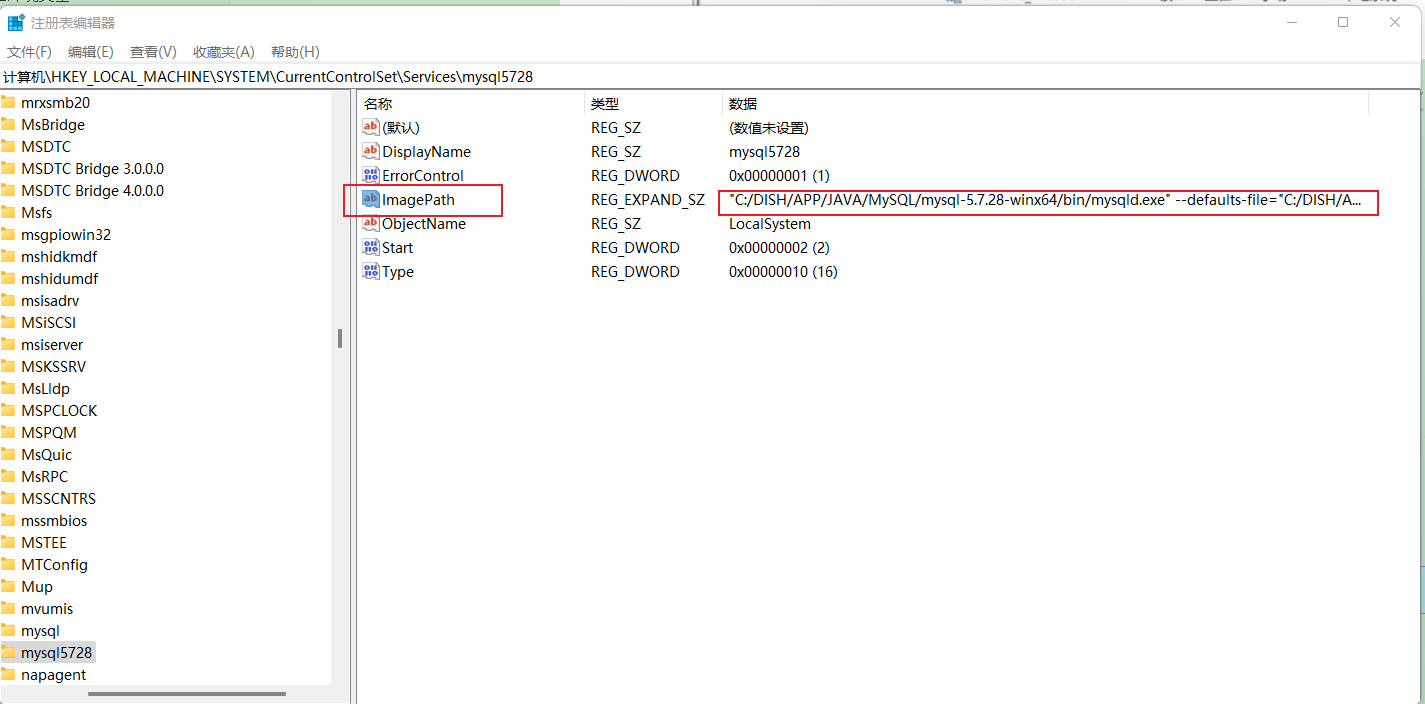 注册表编辑器
文件(F) 编辑(E) 查看(V) 收藏夹(A) 帮助(H)
计算机\HKEY_LOCAL_MACHINE\SYSTEM\CurrentControlSet\Services\mysql5728
mrxsmb20
MsBridge
MSDTC
MSDTC Bridge 3.0.0.0
MSDTC Bridge 4.0.0.0
Msfs
msgpiowin32
mshidkmdf
mshidumdf
msisadrv
MSiSCSI
msiserver
MSKSSRV
MsLldp
MSPCLOCK
MSPQM
MsQuic
MsRPC
MSSCNTRS
mssmbios
MSTEE
MTConfig
Mup
mvumis
mysql
mysql5728
napagent
名称 类型 数据
(默认) REG_SZ (数值未设置)
DisplayName REG_SZ mysql5728
ErrorControl REG_DWORD 0x00000001 (1)
ImagePath REG_EXPAND_SZ "C:/DISH/APP/JAVA/MySQL/mysql-5.7.28-winx64/bin/mysqld.exe" --defaults-file="C:/DISH/A...
ObjectName REG_SZ LocalSystem
Start REG_DWORD 0x00000002 (2)
Type REG_DWORD 0x00000010 (16)